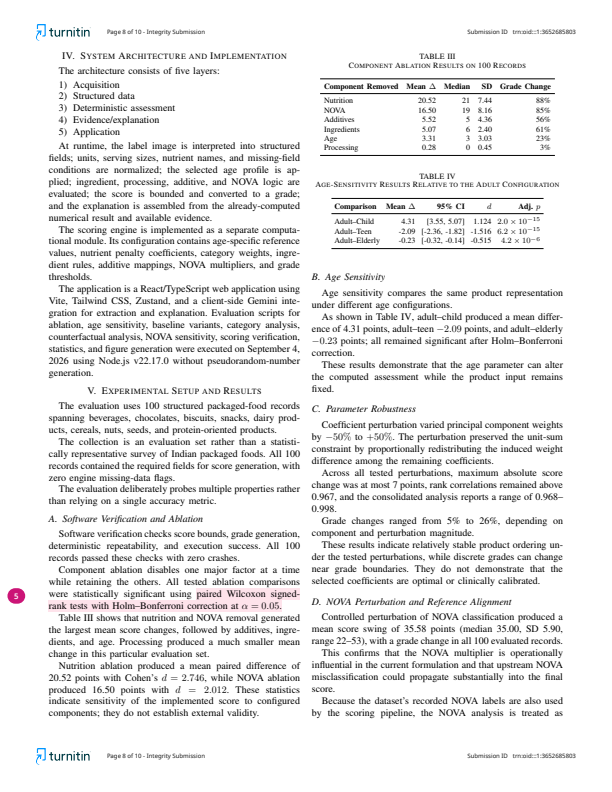 turnitin Page 8 of 10 - Integrity Submission Submission ID trn:oid:::1:3652685803
IV. SYSTEM ARCHITECTURE AND IMPLEMENTATION
The architecture consists of five layers:
1) Acquisition
2) Structured data
3) Deterministic assessment
4) Evidence/explanation
5) Application
At runtime, the label image is interpreted into structured
fields; units, serving sizes, nutrient names, and missing-field
conditions are normalized; the selected age profile is ap-
plied; ingredient, processing, additive, and NOVA logic are
evaluated; the score is bounded and converted to a grade;
and the explanation is assembled from the already-computed
numerical result and available evidence.
The scoring engine is implemented as a separate computa-
tional module. Its configuration contains age-specific reference
values, nutrient penalty coefficients, category weights, ingre-
dient rules, additive mappings, NOVA multipliers, and grade
thresholds.
The application is a React/TypeScript web application using
Vite, Tailwind CSS, Zustand, and a client-side Gemini inte-
gration for extraction and explanation. Evaluation scripts for
ablation, age sensitivity, baseline variants, category analysis,
counterfactual analysis, NOVA sensitivity, scoring verification,
statistics, and figure generation were executed on September 4,
2026 using Node.js v22.17.0 without pseudorandom-number
generation.
V. EXPERIMENTAL SETUP AND RESULTS
The evaluation uses 100 structured packaged-food records
spanning beverages, chocolates, biscuits, snacks, dairy prod-
ucts, cereals, nuts, seeds, and protein-oriented products.
The collection is an evaluation set rather than a statisti-
cally representative survey of Indian packaged foods. All 100
records contained the required fields for score generation, with
zero engine missing-data flags.
The evaluation deliberately probes multiple properties rather
than relying on a single accuracy metric.
A. Software Verification and Ablation
Software verification checks score bounds, grade generation,
deterministic repeatability, and execution success. All 100
records passed these checks with zero crashes.
Component ablation disables one major factor at a time
while retaining the others. All tested ablation comparisons
were statistically significant using paired Wilcoxon signed-
5 rank tests with Holm–Bonferroni correction at α = 0.05.
Table III shows that nutrition and NOVA removal generated
the largest mean score changes, followed by additives, ingre-
dients, and age. Processing produced a much smaller mean
change in this particular evaluation set.
Nutrition ablation produced a mean paired difference of
20.52 points with Cohen's d = 2.746, while NOVA ablation
produced 16.50 points with d = 2.012. These statistics
indicate sensitivity of the implemented score to configured
components; they do not establish external validity.
TABLE III
COMPONENT ABLATION RESULTS ON 100 RECORDS
Component Removed Mean Δ Median SD Grade Change
Nutrition 20.52 21 7.44 88%
NOVA 16.50 19 8.16 85%
Additives 5.52 5 4.36 56%
Ingredients 5.07 6 2.40 61%
Age 3.31 3 3.03 23%
Processing 0.28 0 0.45 3%
TABLE IV
AGE-SENSITIVITY RESULTS RELATIVE TO THE ADULT CONFIGURATION
Comparison Mean Δ 95% CI d Adj. p
Adult–Child 4.31 [3.55, 5.07] 1.124 2.0 × 10⁻¹⁵
Adult–Teen -2.09 [-2.36, -1.82] -1.516 6.2 × 10⁻¹⁵
Adult–Elderly -0.23 [-0.32, -0.14] -0.515 4.2 × 10⁻⁶
B. Age Sensitivity
Age sensitivity compares the same product representation
under different age configurations.
As shown in Table IV, adult–child produced a mean differ-
ence of 4.31 points, adult–teen −2.09 points, and adult–elderly
−0.23 points; all remained significant after Holm–Bonferroni
correction.
These results demonstrate that the age parameter can alter
the computed assessment while the product input remains
fixed.
C. Parameter Robustness
Coefficient perturbation varied principal component weights
by −50% to +50%. The perturbation preserved the unit-sum
constraint by proportionally redistributing the induced weight
difference among the remaining coefficients.
Across all tested perturbations, maximum absolute score
change was at most 7 points, rank correlations remained above
0.967, and the consolidated analysis reports a range of 0.968–
0.998.
Grade changes ranged from 5% to 26%, depending on
component and perturbation magnitude.
These results indicate relatively stable product ordering un-
der the tested perturbations, while discrete grades can change
near grade boundaries. They do not demonstrate that the
selected coefficients are optimal or clinically calibrated.
D. NOVA Perturbation and Reference Alignment
Controlled perturbation of NOVA classification produced a
mean score swing of 35.58 points (median 35.00, SD 5.90,
range 22–53), with a grade change in all 100 evaluated records.
This confirms that the NOVA multiplier is operationally
influential in the current formulation and that upstream NOVA
misclassification could propagate substantially into the final
score.
Because the dataset's recorded NOVA labels are also used
by the scoring pipeline, the NOVA analysis is treated as
turnitin Page 8 of 10 - Integrity Submission Submission ID trn:oid:::1:3652685803